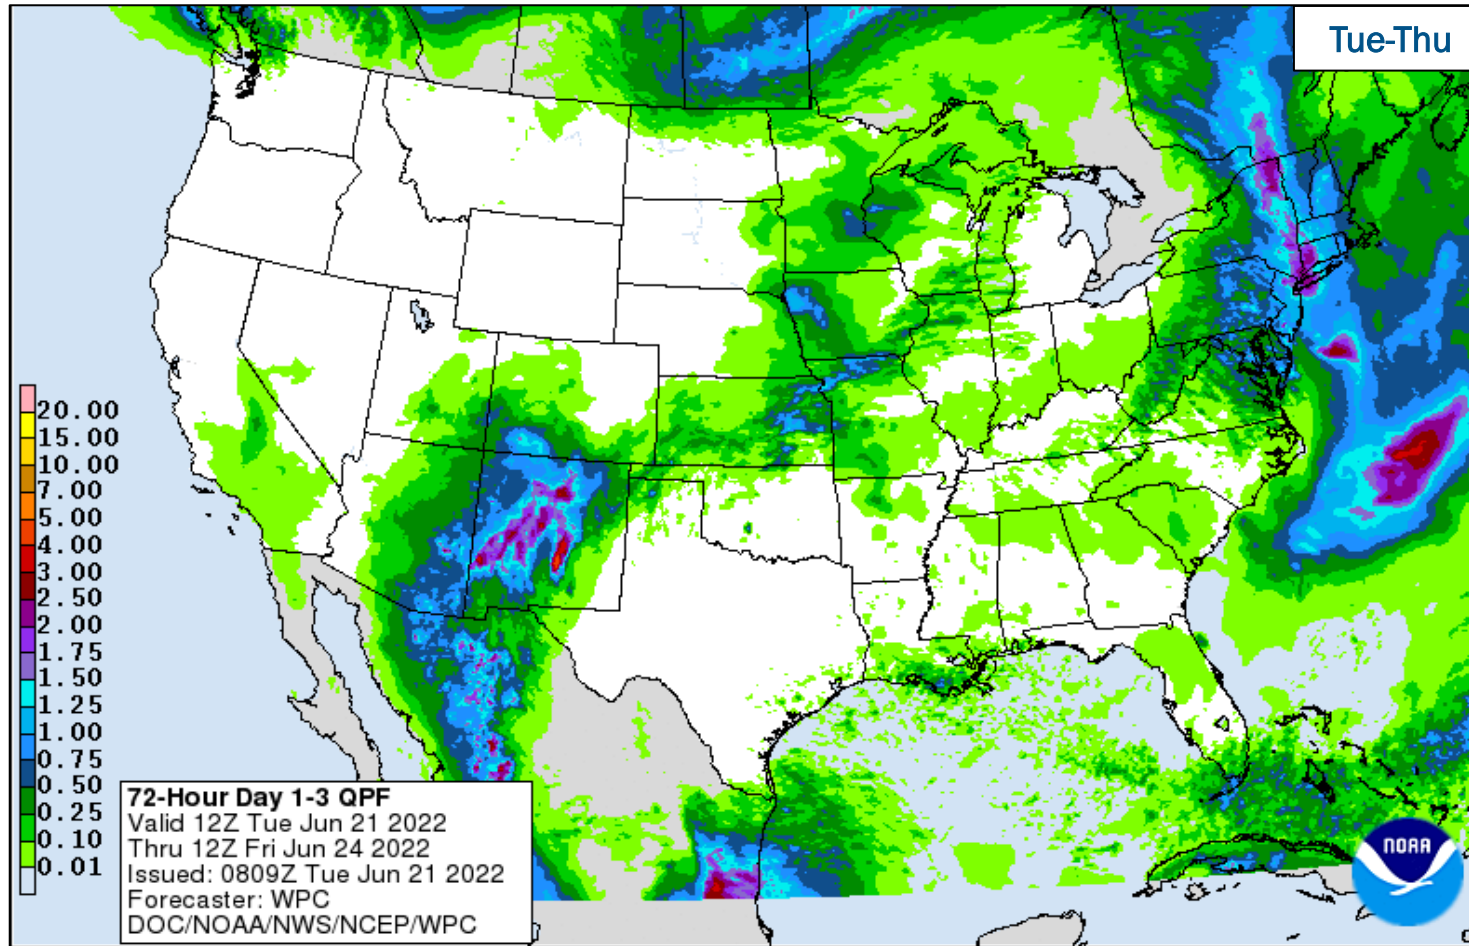 Tue-Thu
20.00
15.00
10.00
7.00
5.00
4.00
3.00
2.50
2.00
1.75
1.50
1.25
1.00
0.75
0.50
0.25
0.10
0.01
72-Hour Day 1-3 QPF
Valid 12Z Tue Jun 21 2022
Thru 12Z Fri Jun 24 2022
Issued: 0809Z Tue Jun 21 2022
Forecaster: WPC
DOC/NOAA/NWS/NCEP/WPC
NOAA